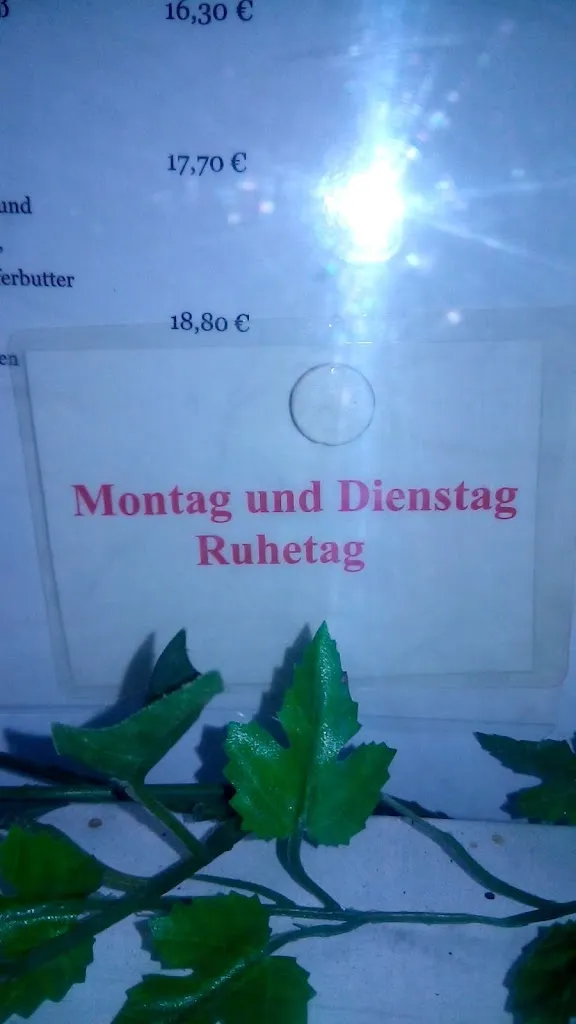 16,30 €
17,70 €
und
erbutter
18,80 €
en
Montag und Dienstag
Ruhetag